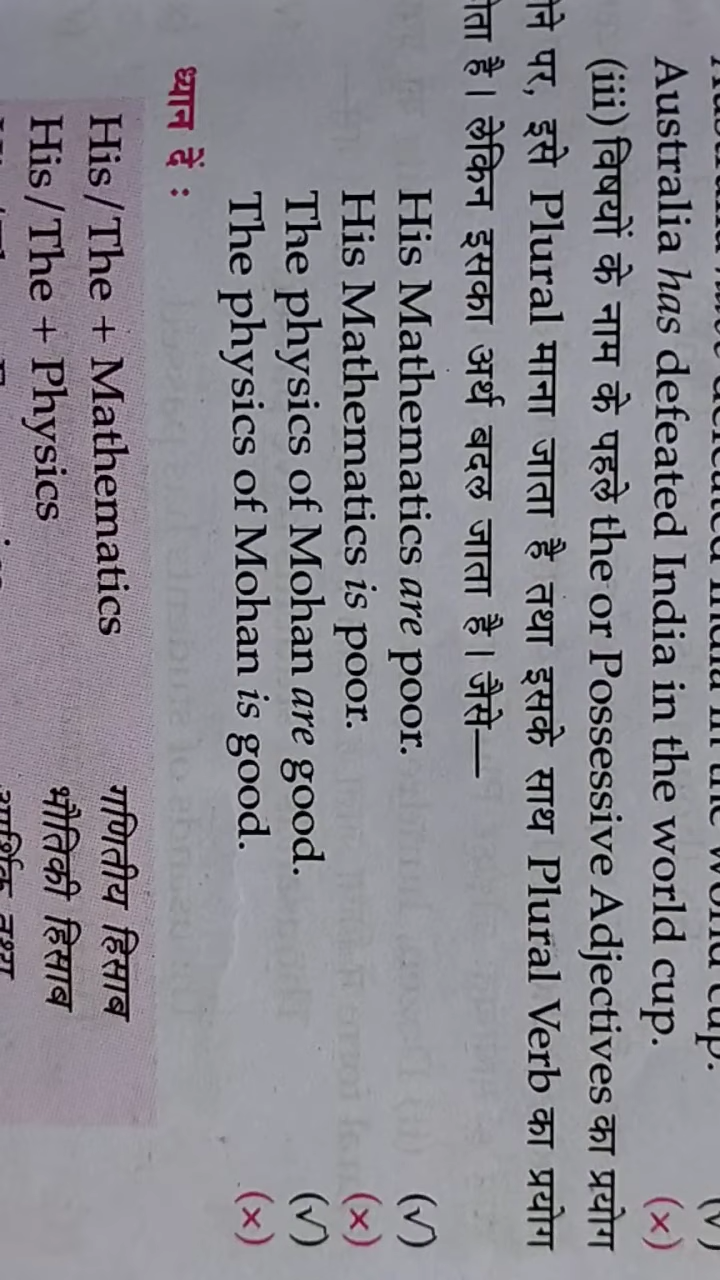 Australia has defeated India in the world cup. (×)
(iii) विषयों के नाम के पहले the or Possessive Adjectives का प्रयोग
पर, इसे Plural माना जाता है तथा इसके साथ Plural Verb का प्रयोग
है। लेकिन इसका अर्थ बदल जाता है। जैसे—
His Mathematics are poor. (√)
His Mathematics is poor. (×)
The physics of Mohan are good. (√)
The physics of Mohan is good. (×)
ध्यान दें :
His/The + Mathematics गणितीय हिसाब
His/The + Physics भौतिकी हिसाब